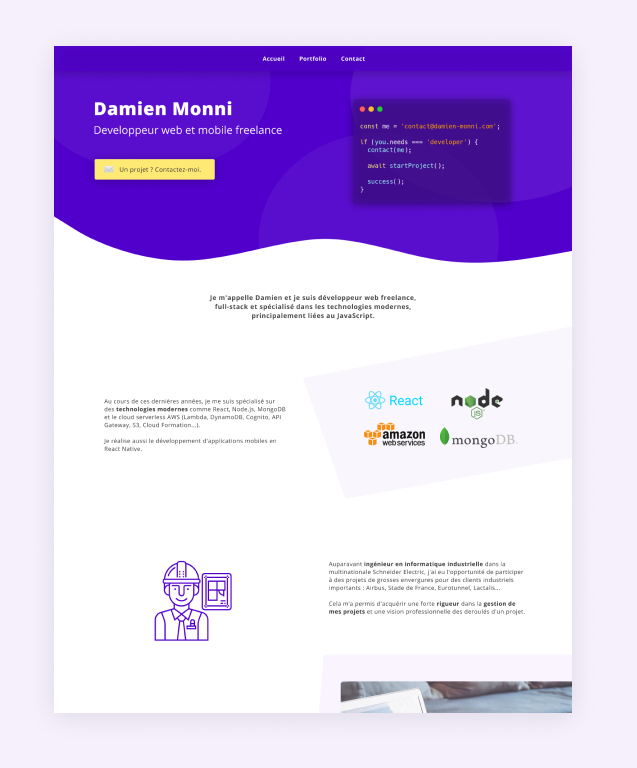 Accueil Portfolio Contact
Damien Monni
Developpeur web et mobile freelance
Un projet ? Contactez-moi.
const me = 'contact@damien-monni.com';
if (you.needs === 'developer') {
contact(me);
await startProject();
success();
}
Je m'appelle Damien et je suis développeur web freelance,
full-stack et spécialisé dans les technologies modernes,
principalement liées au JavaScript.
Au cours de ces dernières années, je me suis spécialisé sur
des technologies modernes comme React, Node.Js, MongoDB
et le cloud serverless AWS (Lambda, DynamoDB, Cognito, API
Gateway, S3, Cloud Formation...).
Je réalise aussi le développement d'applications mobiles en
React Native.
React
node
JS
amazon
webservices
mongoDB.
Auparavant ingénieur en informatique industrielle dans la
multinationale Schneider Electric, j'ai eu l'opportunité de participer
à des projets de grosses envergures pour des clients industriels
importants : Airbus, Stade de France, Eurotunnel, Lactalis...
Cela m'a permis d'acquérir une forte rigueur dans la gestion de
mes projets et une vision professionnelle des deroulés d'un projet.